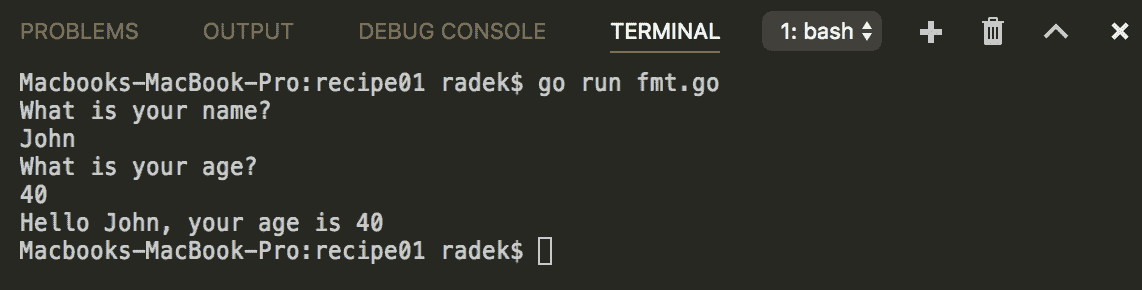 PROBLEMS OUTPUT DEBUG CONSOLE TERMINAL 1: bash
Macbooks-MacBook-Pro:recipe01 radek$ go run fmt.go
What is your name?
John
What is your age?
40
Hello John, your age is 40
Macbooks-MacBook-Pro:recipe01 radek$